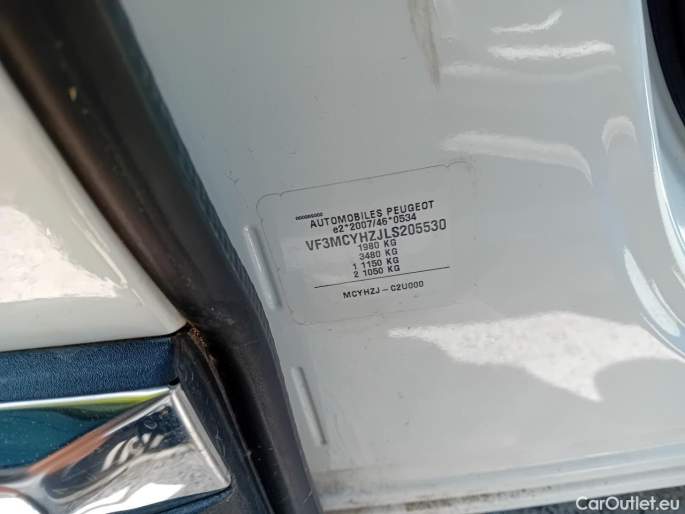 AUTOMOBILES PEUGEOT
e2*2007/46*0534
VF3MCYHZJLS205530
1980 KG
3480 KG
1 1150 KG
2 1050 KG
MCYHZJ - C2U000
CarOutlet.eu